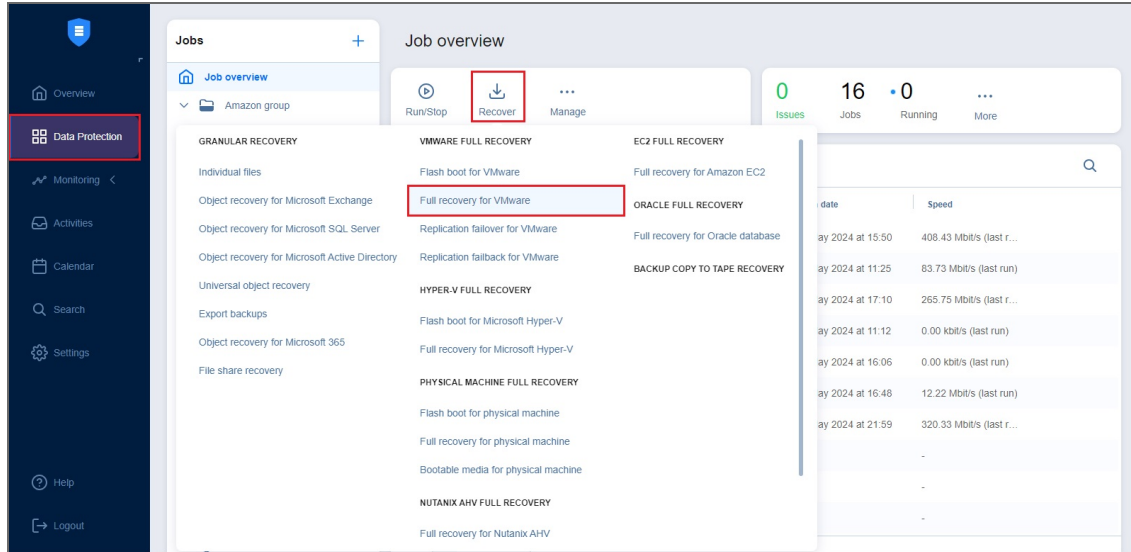 Overview
Data Protection
Monitoring
Activities
Calendar
Search
Settings
Help
Logout
Jobs
Job overview
Amazon group
Job overview
Run/Stop
Recover
Manage
0
Issues
16
Jobs
0
Running
More
GRANULAR RECOVERY
Individual files
Object recovery for Microsoft Exchange
Object recovery for Microsoft SQL Server
Object recovery for Microsoft Active Directory
Universal object recovery
Export backups
Object recovery for Microsoft 365
File share recovery
VMWARE FULL RECOVERY
Flash boot for VMware
Full recovery for VMware
Replication failover for VMware
Replication failback for VMware
HYPER-V FULL RECOVERY
Flash boot for Microsoft Hyper-V
Full recovery for Microsoft Hyper-V
PHYSICAL MACHINE FULL RECOVERY
Flash boot for physical machine
Full recovery for physical machine
Bootable media for physical machine
NUTANIX AHV FULL RECOVERY
Full recovery for Nutanix AHV
EC2 FULL RECOVERY
Full recovery for Amazon EC2
ORACLE FULL RECOVERY
Full recovery for Oracle database
BACKUP COPY TO TAPE RECOVERY
date Speed
ay 2024 at 15:50 408.43 Mbit/s (last r...
ay 2024 at 11:25 83.73 Mbit/s (last run)
ay 2024 at 17:10 265.75 Mbit/s (last r...
ay 2024 at 11:12 0.00 kbit/s (last run)
ay 2024 at 16:06 0.00 kbit/s (last run)
ay 2024 at 16:48 12.22 Mbit/s (last run)
ay 2024 at 21:59 320.33 Mbit/s (last r...
-
-
-